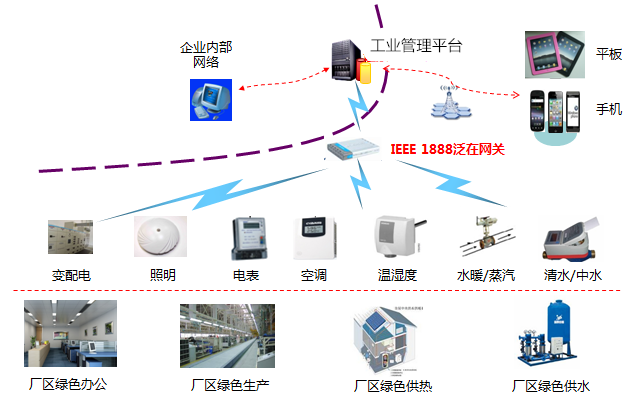 企业内部
网络
工业管理平台
平板
手机
IEEE 1888泛在网关
变配电
照明
电表
空调
温湿度
水暖/蒸汽
清水/中水
厂区绿色办公
厂区绿色生产
厂区绿色供热
厂区绿色供水